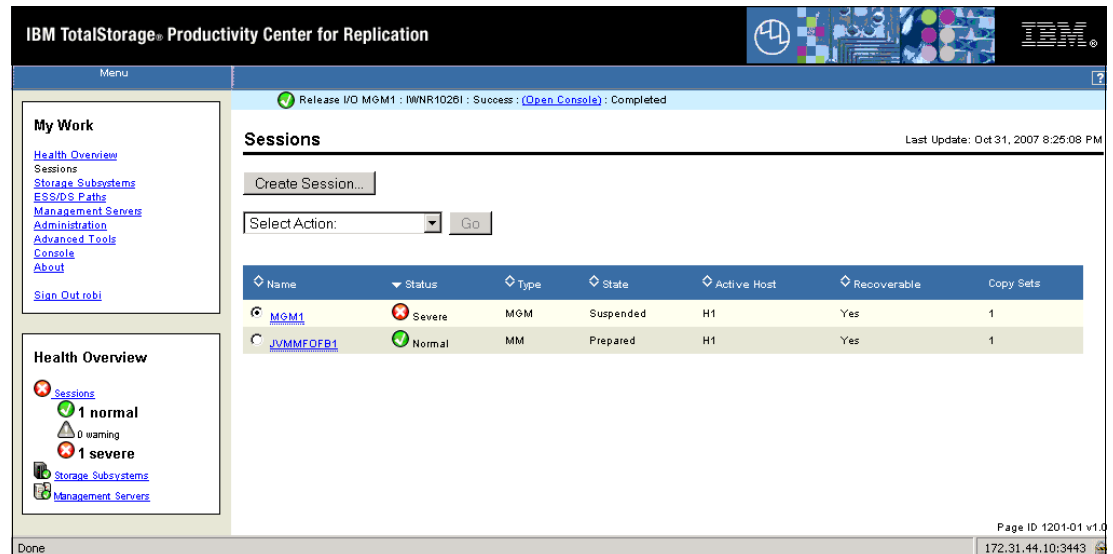 IBM TotalStorage® Productivity Center for Replication
IBM®
Menu
?
Release I/O MGM1 : IWNR1026I : Success : (Open Console) : Completed
My Work
Health Overview
Sessions
Storage Subsystems
ESS/DS Paths
Management Servers
Administration
Advanced Tools
Console
About
Sign Out robi
Sessions
Last Update: Oct 31, 2007 8:25:08 PM
Create Session...
Select Action:
Go
Name Status Type State Active Host Recoverable Copy Sets
MGM1 Severe MGM Suspended H1 Yes 1
JVMMFOFB1 Normal MM Prepared H1 Yes 1
Health Overview
Sessions
1 normal
0 warning
1 severe
Storage Subsystems
Management Servers
Page ID 1201-01 v1.0
Done
172.31.44.10:3443